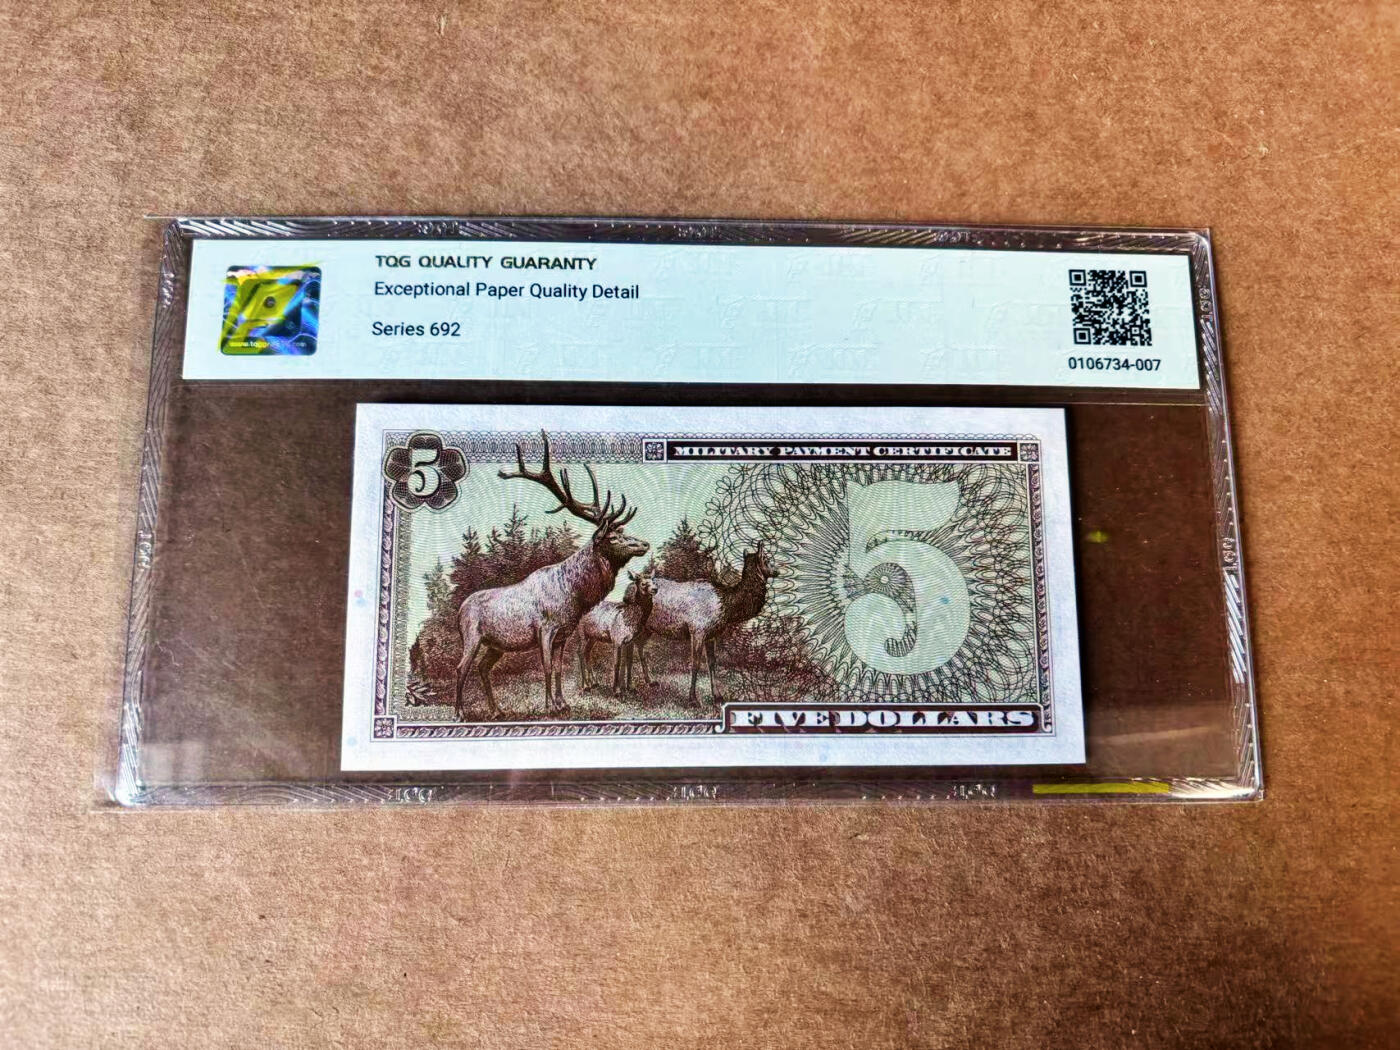 TQG QUALITY GUARANTY
Exceptional Paper Quality Detail
Series 692
0106734-007
5
MILITARY PAYMENT CERTIFICATE
5
FIVE DOLLARS